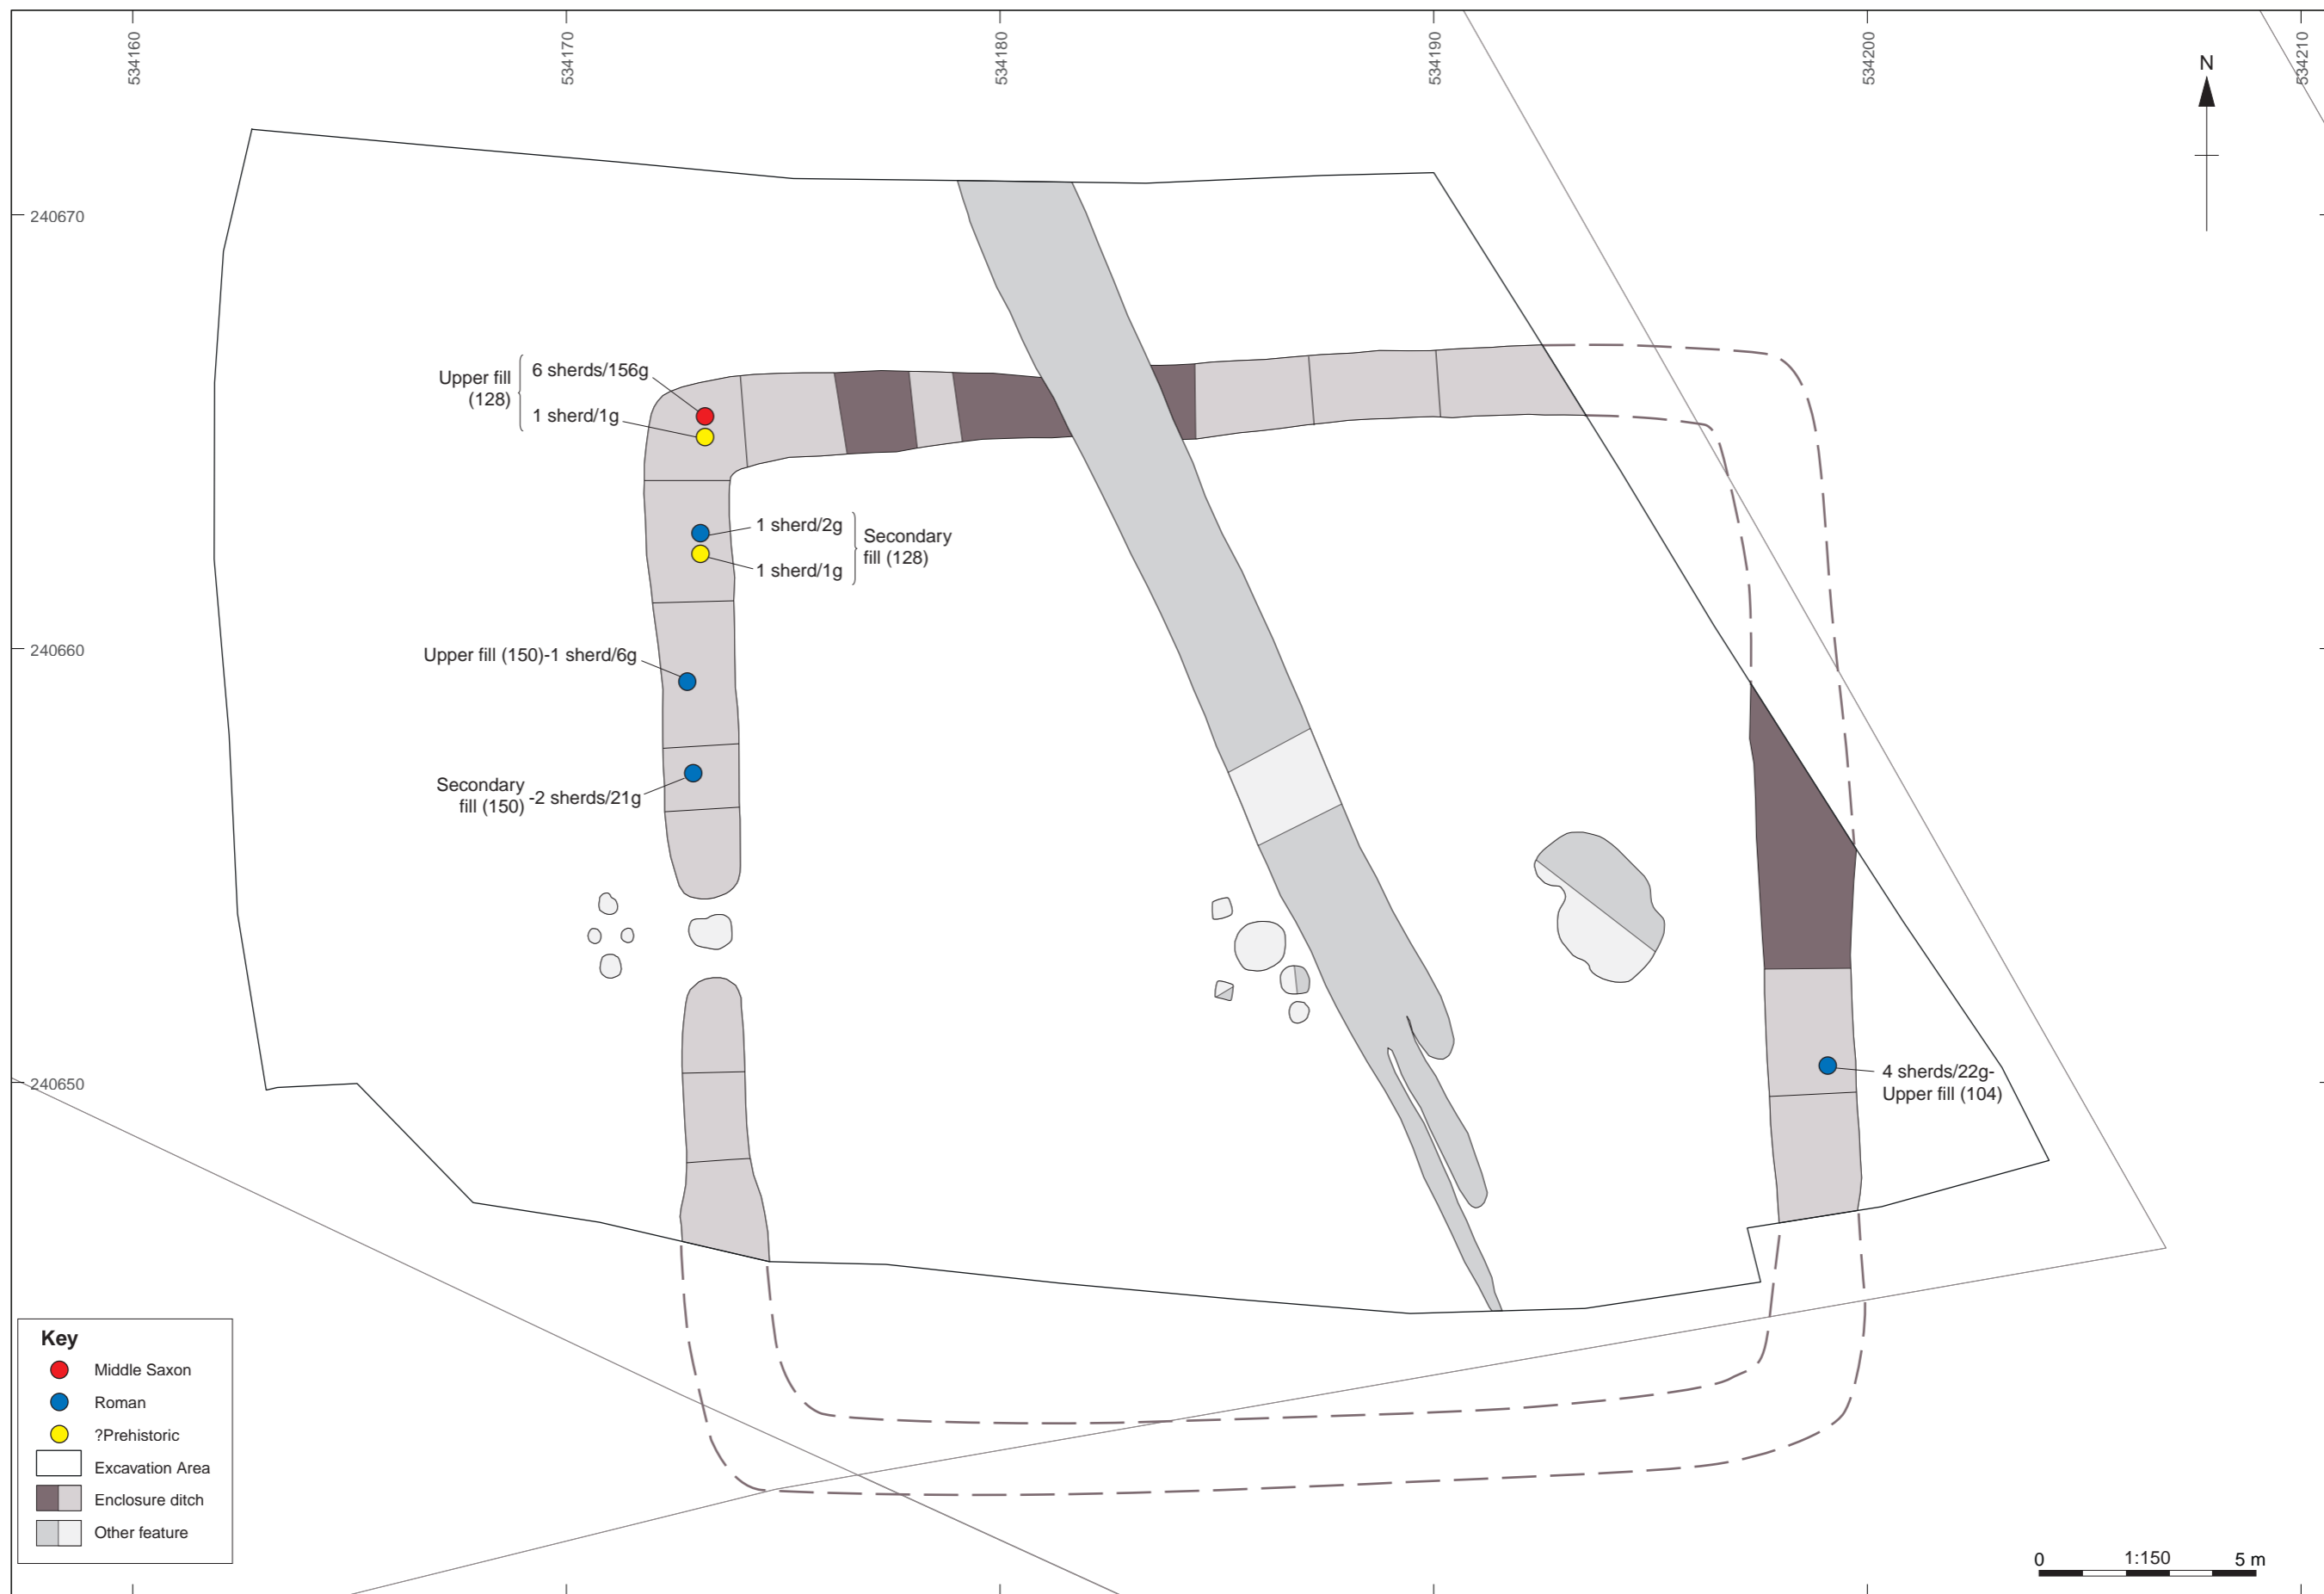 534160
534170
534180
534190
534200
534210
N
240670
240660
240650
Upper fill
(128)
6 sherds/156g
1 sherd/1g
1 sherd/2g
1 sherd/1g
Secondary
fill (128)
Upper fill (150)-1 sherd/6g
Secondary
fill (150)
-2 sherds/21g
4 sherds/22g-
Upper fill (104)
Key
Middle Saxon
Roman
?Prehistoric
Excavation Area
Enclosure ditch
Other feature
0 1:150 5 m